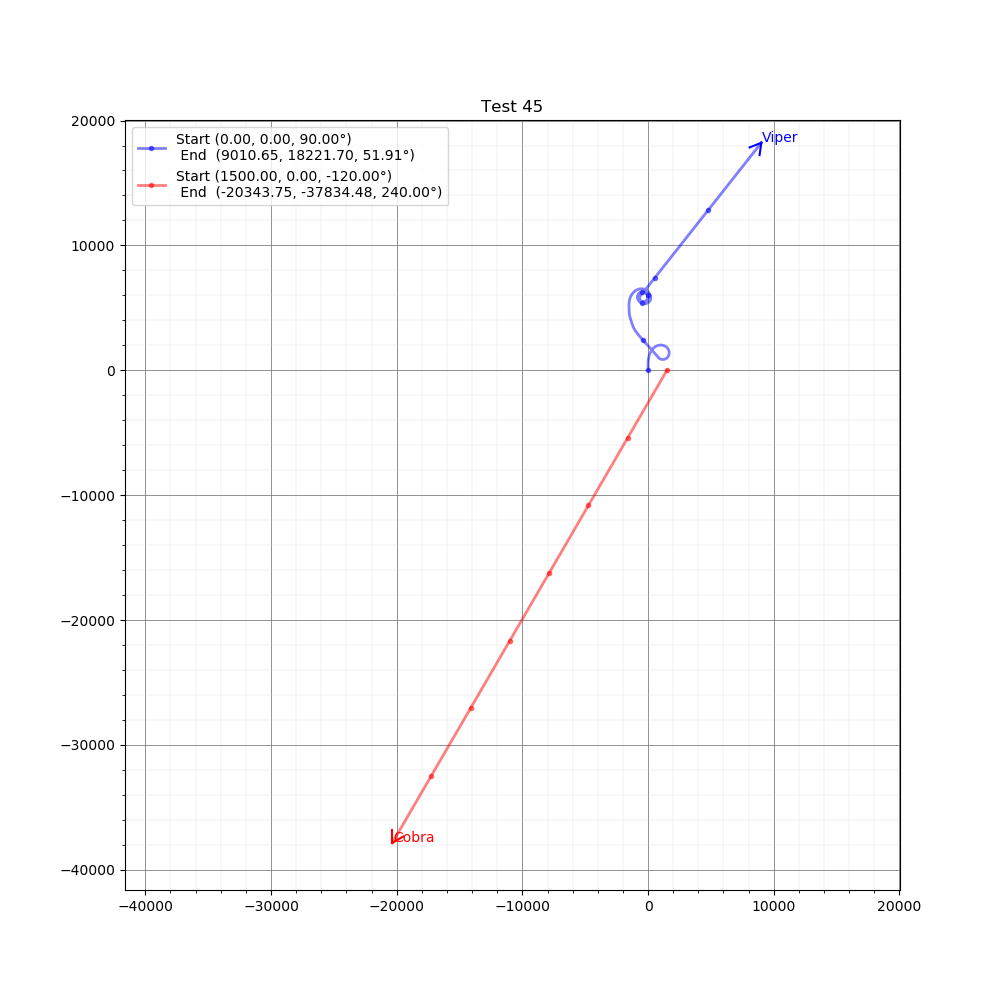 Test 45
Start (0.00, 0.00, 90.00°)
End (9010.65, 18221.70, 51.91°)
Start (1500.00, 0.00, -120.00°)
End (-20343.75, -37834.48, 240.00°)
Viper
Cobra
20000
10000
0
−10000
−20000
−30000
−40000
−40000 −30000 −20000 −10000 0 10000 20000